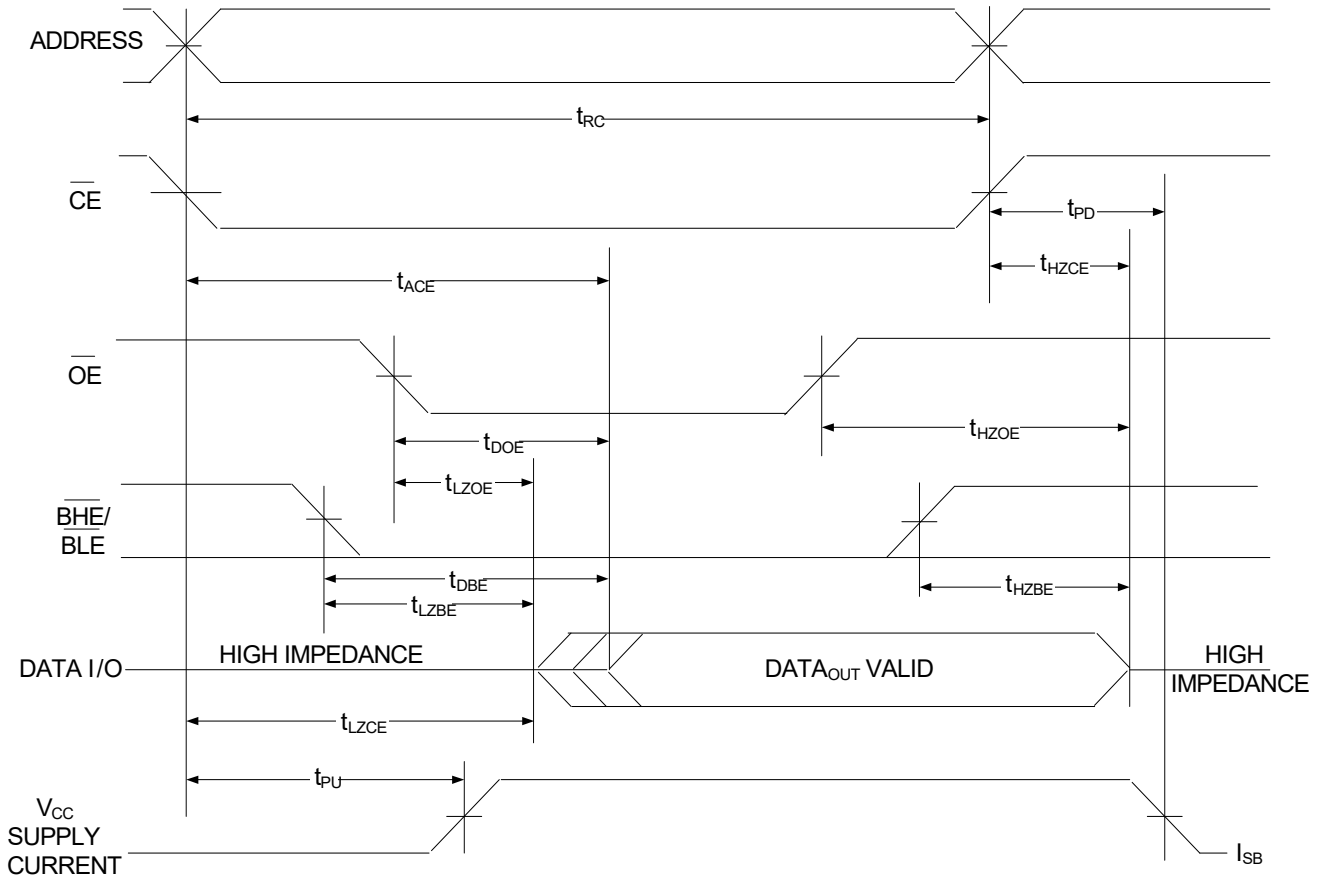 ADDRESS
tRC
CE
tPD
tHZCE
tACE
OE
tDOE
tHZOE
tLZOE
BHE/
BLE
tDBE
tHZBE
tLZBE
DATA I/O
HIGH IMPEDANCE
DATAOUT VALID
HIGH
IMPEDANCE
tLZCE
tPU
VCC
SUPPLY
CURRENT
ISB